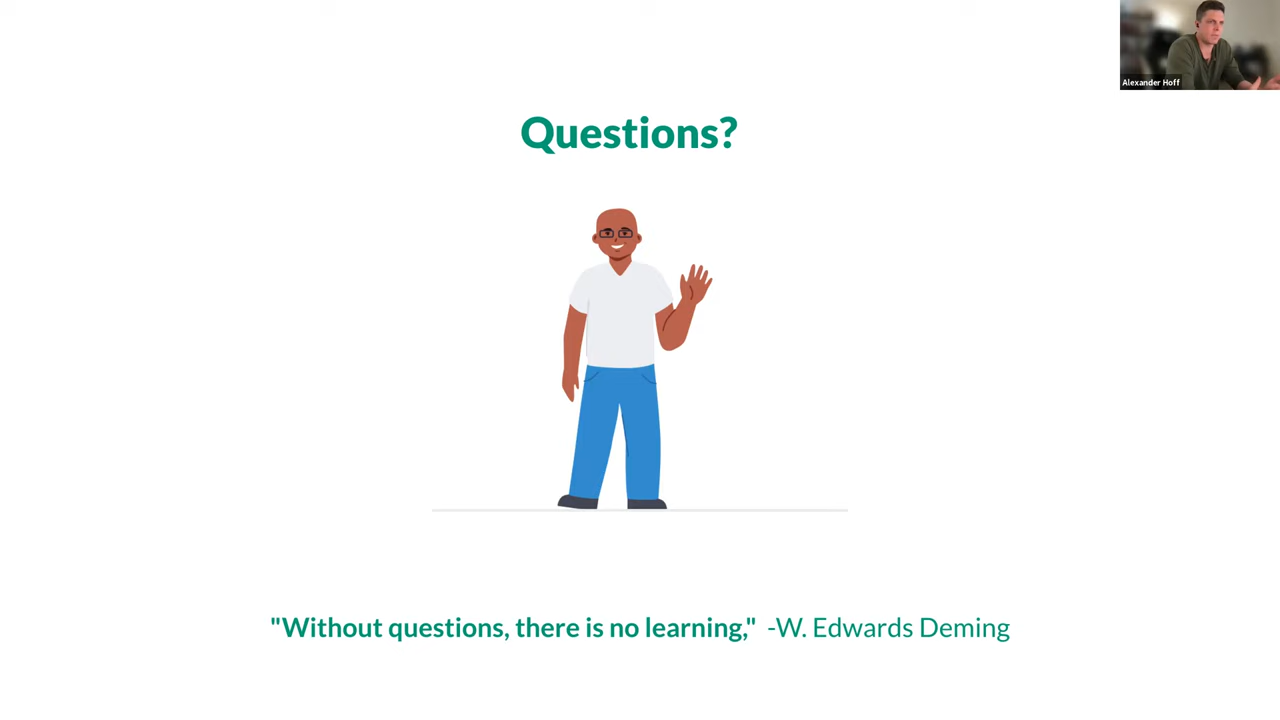 Alexander Hoff
Questions?
"Without questions, there is no learning," -W. Edwards Deming